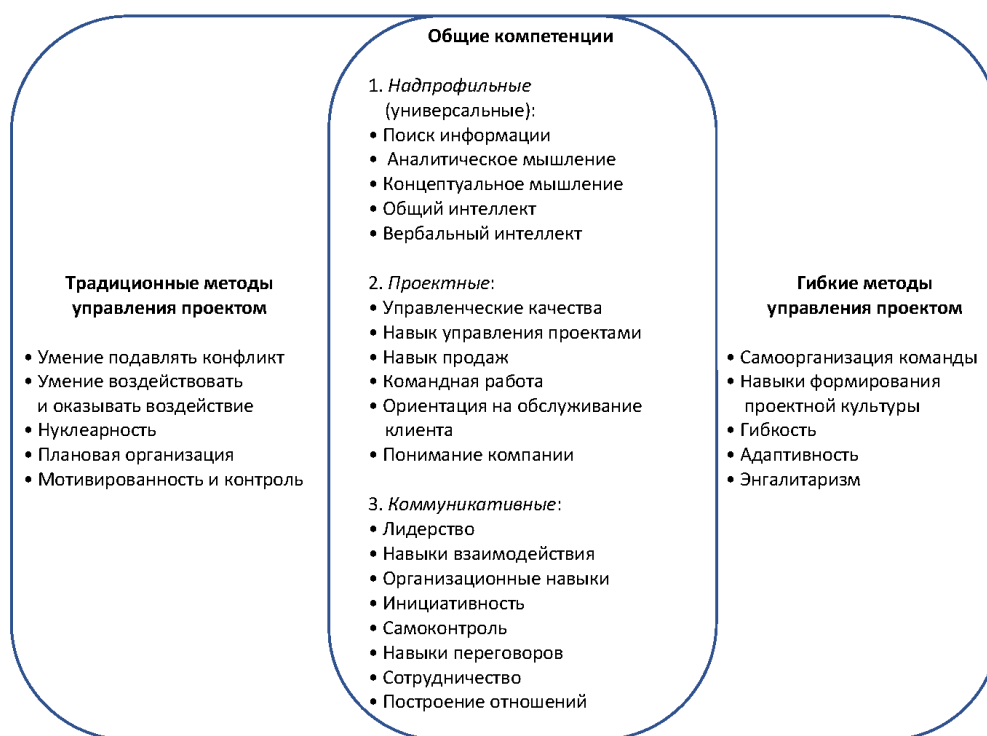 Общие компетенции
1. Надпрофильные
(универсальные):
• Поиск информации
• Аналитическое мышление
• Концептуальное мышление
• Общий интеллект
• Вербальный интеллект
2. Проектные:
• Управленческие качества
• Навык управления проектами
• Навык продаж
• Командная работа
• Ориентация на обслуживание
клиента
• Понимание компании
3. Коммуникативные:
• Лидерство
• Навыки взаимодействия
• Организационные навыки
• Инициативность
• Самоконтроль
• Навыки переговоров
• Сотрудничество
• Построение отношений
Традиционные методы
управления проектом
• Умение подавлять конфликт
• Умение воздействовать
и оказывать воздействие
• Нуклеарность
• Плановая организация
• Мотивированность и контроль
Гибкие методы
управления проектом
• Самоорганизация команды
• Навыки формирования
проектной культуры
• Гибкость
• Адаптивность
• Энгалитаризм